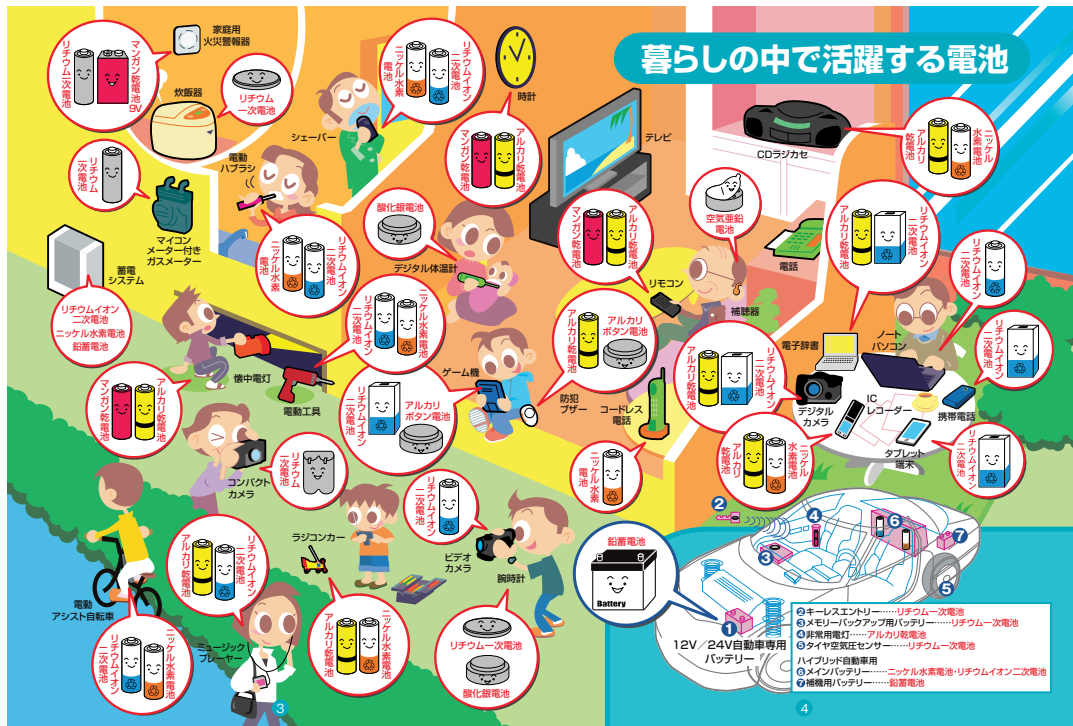 暮らしの中で活躍する電池
家庭用
火災警報器
リチウム一次電池
マンガン乾電池
9V
炊飯器
リチウム
一次電池
リチウム
一次電池
マイコン
メーター付き
ガスメーター
電動
ハブラシ
ニッケル水素
電池
リチウムイオン
二次電池
シェーバー
ニッケル水素
電池
リチウムイオン
二次電池
時計
マンガン乾電池
アルカリ乾電池
テレビ
マンガン乾電池
アルカリ乾電池
リモコン
CDラジカセ
アルカリ
乾電池
ニッケル
水素電池
酸化銀電池
デジタル体温計
空気亜鉛
電池
補聴器
電話
蓄電
システム
リチウムイオン
二次電池
ニッケル水素電池
鉛蓄電池
懐中電灯
マンガン乾電池
アルカリ乾電池
電動工具
リチウムイオン
二次電池
ニッケル水素電池
ゲーム機
リチウムイオン
二次電池
アルカリ
ボタン電池
防犯
ブザー
アルカリ乾電池
アルカリ
ボタン電池
コードレス
電話
ニッケル水素
電子辞書
アルカリ乾電池
リチウムイオン
二次電池
ノート
パソコン
リチウムイオン
二次電池
デジタル
カメラ
アルカリ乾電池
リチウムイオン
二次電池
IC
レコーダー
アルカリ
乾電池
ニッケル
水素電池
携帯電話
リチウムイオン
二次電池
タブレット
端末
リチウムイオン
二次電池
コンパクト
カメラ
リチウム
一次電池
電動
アシスト自転車
リチウムイオン
二次電池
ニッケル水素電池
ミュージック
プレーヤー
アルカリ乾電池
リチウムイオン
二次電池
ラジコンカー
アルカリ乾電池
ニッケル水素電池
ビデオ
カメラ
リチウムイオン
二次電池
腕時計
リチウム一次電池
酸化銀電池
鉛蓄電池
Battery
1
12V／24V自動車専用
バッテリー
2
3
4
5
6
7
2キーレスエントリー……リチウム一次電池
3メモリーバックアップ用バッテリー……リチウム一次電池
4非常用電灯……アルカリ乾電池
5タイヤ空気圧センサー……リチウム一次電池
ハイブリッド自動車用
6メインバッテリー……ニッケル水素電池・リチウムイオン二次電池
7補機用バッテリー……鉛蓄電池
3
4